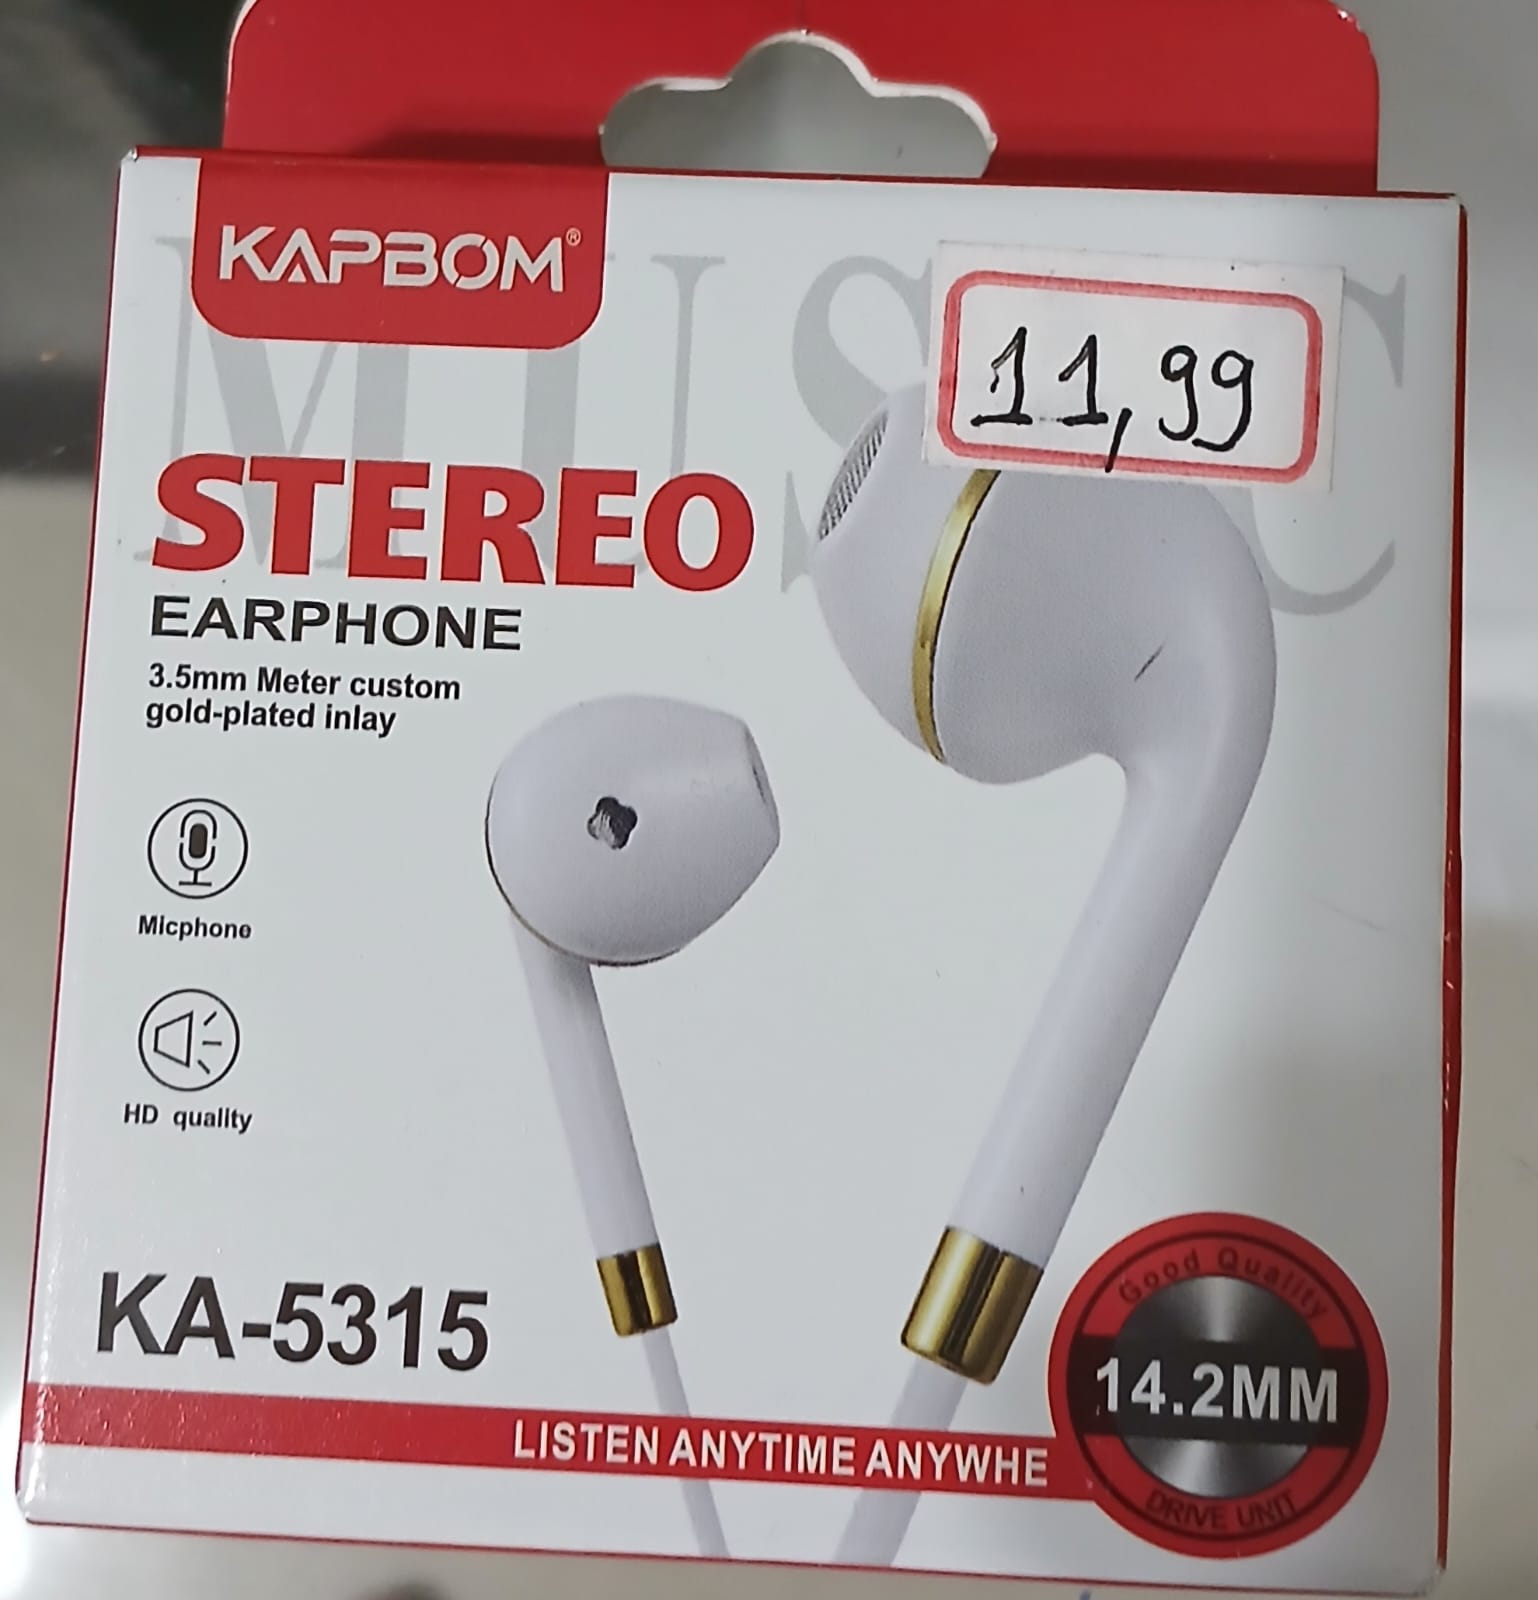 KAPBOM®
MUSIC
11,99
STEREO
EARPHONE
3.5mm Meter custom
gold-plated inlay
Micphone
HD quality
KA-5315
Good Quality
14.2MM
DRIVE UNIT
LISTEN ANYTIME ANYWHE